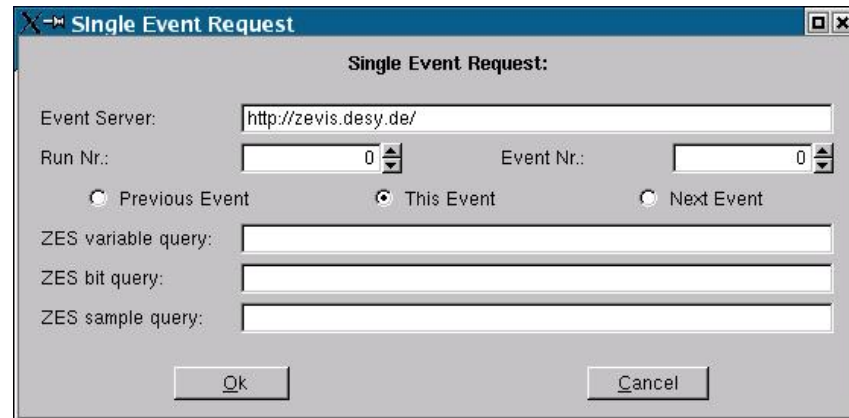 SIngle Event Request
Single Event Request:
Event Server: http://zevis.desy.de/
Run Nr.: 0 Event Nr.: 0
Previous Event This Event Next Event
ZES variable query:
ZES bit query:
ZES sample query:
Ok Cancel